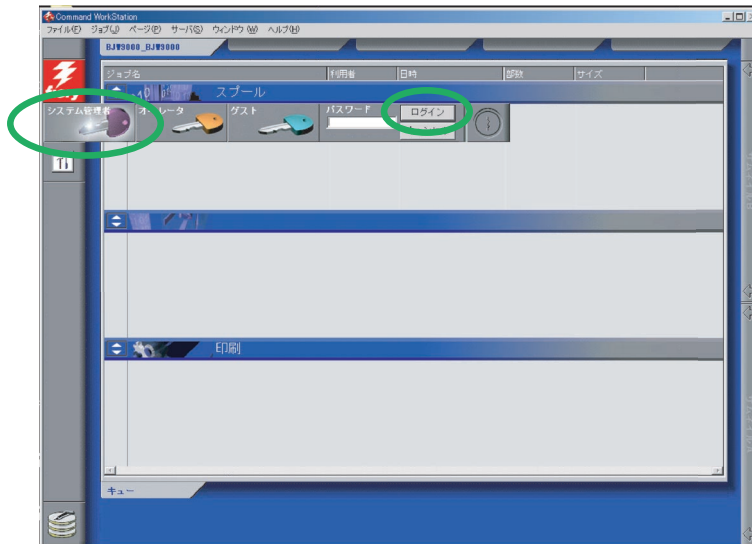 Command WorkStation
ファイル(F) ジョブ(J) ページ(P) サーバ(S) ウィンドウ(W) ヘルプ(H)
BJW9000_BJW9000
ジョブ名 利用者 日時 部数 サイズ
スプール
システム管理者 オペレータ ゲスト パスワード ログイン
印刷
キュー